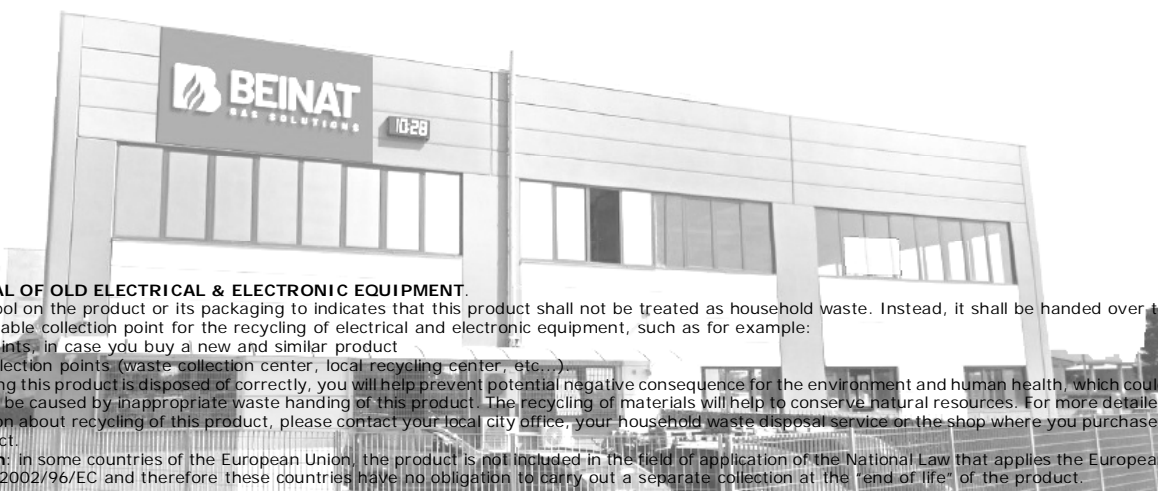 BEINAT
GAS SOLUTIONS
10:28
AL OF OLD ELECTRICAL & ELECTRONIC EQUIPMENT.
ool on the product or its packaging to indicates that this product shall not be treated as household waste. Instead, it shall be handed over t
able collection point for the recycling of electrical and electronic equipment, such as for example:
ints, in case you buy a new and similar product
llection points (waste collection center, local recycling center, etc...).
ng this product is disposed of correctly, you will help prevent potential negative consequence for the environment and human health, which coul
be caused by inappropriate waste handing of this product. The recycling of materials will help to conserve natural resources. For more detaile
on about recycling of this product, please contact your local city office, your household waste disposal service or the shop where you purchase
ct.
n: in some countries of the European Union, the product is not included in the field of application of the National Law that applies the Europea
2002/96/EC and therefore these countries have no obligation to carry out a separate collection at the "end of life" of the product.